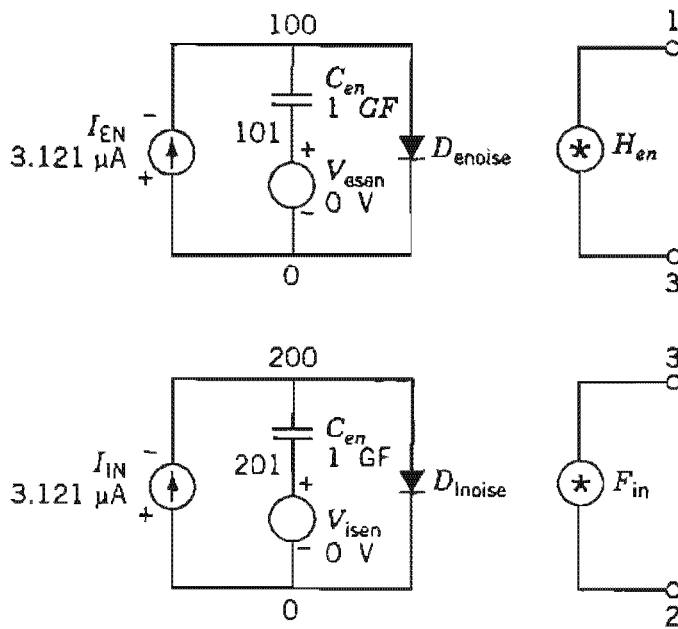 100
1
C_en
1 GF
I_EN
3.121 µA
101
D_enoise
H_en
V_esen
0 V
0
3
200
3
C_en
1 GF
I_IN
3.121 µA
201
D_inoise
F_in
V_isen
0 V
0
2